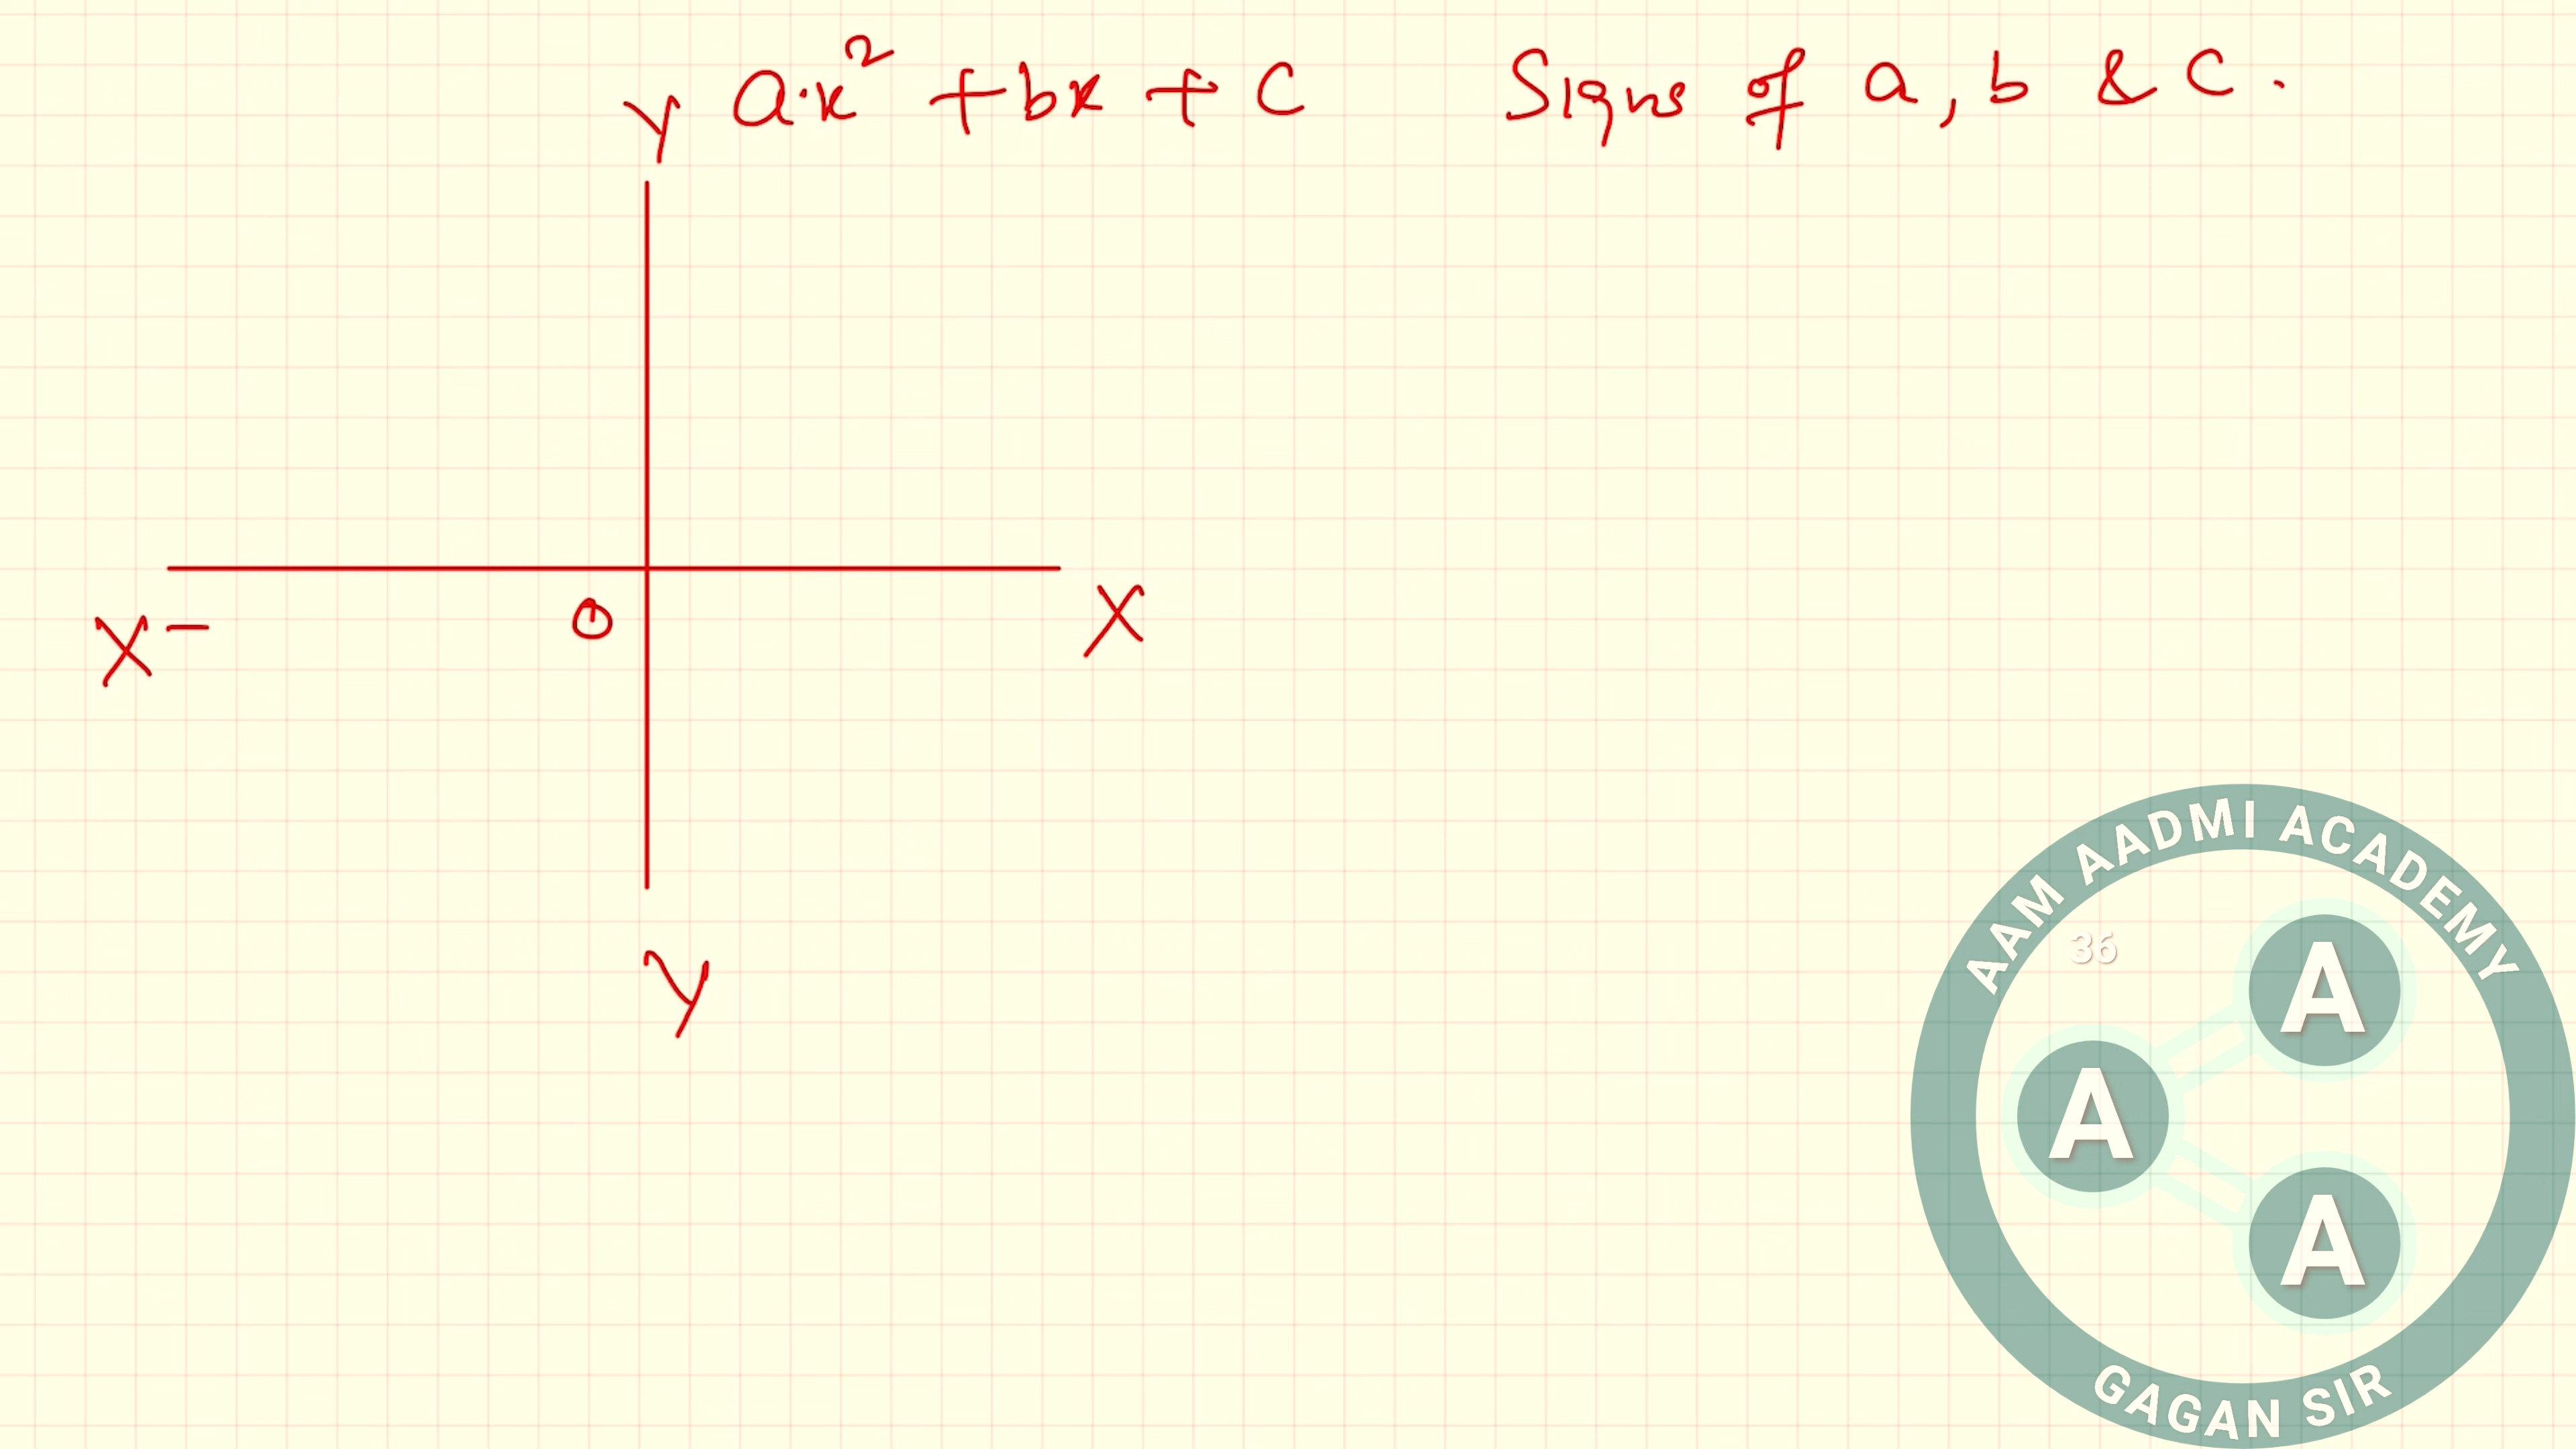 a.x² + bx + c Signs of a, b & c.
Y
X- O X
Y
AAM AADMI ACADEMY
36
A
A
A
GAGAN SIR